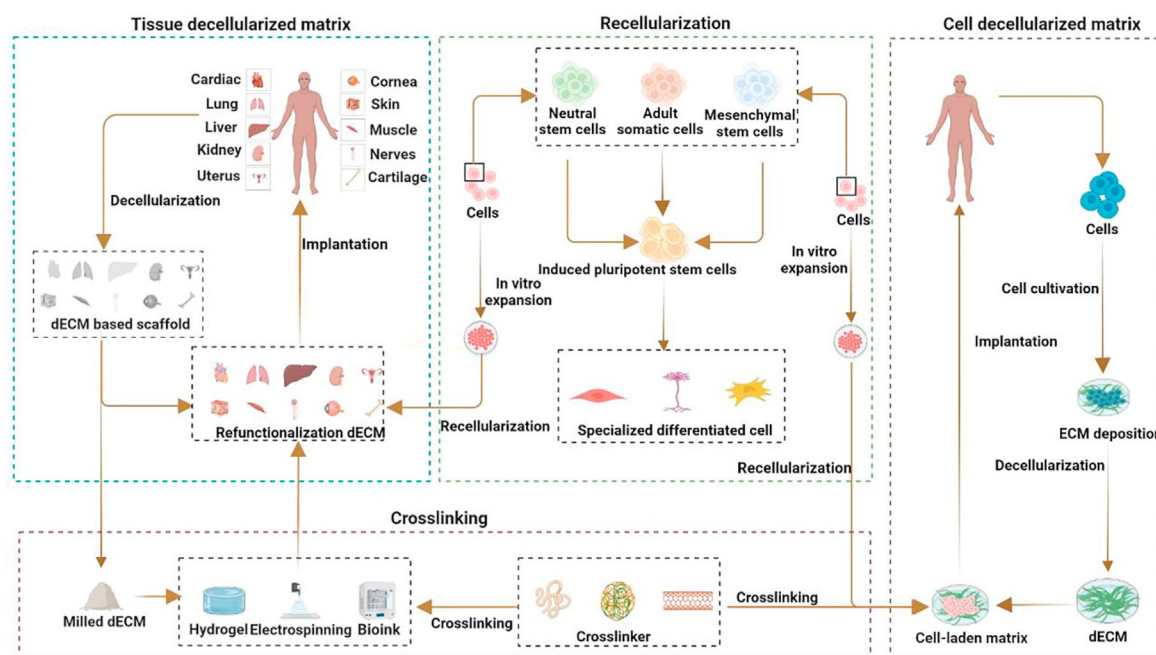 Tissue decellularized matrix
Recellularization
Cell decellularized matrix
Cardiac
Lung
Liver
Kidney
Uterus
Cornea
Skin
Muscle
Nerves
Cartilage
Decellularization
Implantation
dECM based scaffold
Refunctionalization dECM
Neutral
stem cells
Adult
somatic cells
Mesenchymal
stem cells
Cells
Cells
In vitro
expansion
In vitro
expansion
Induced pluripotent stem cells
Specialized differentiated cell
Recellularization
Recellularization
Cells
Cell cultivation
Implantation
ECM deposition
Decellularization
Crosslinking
Milled dECM
Hydrogel
Electrospinning
Bioink
Crosslinking
Crosslinker
Crosslinking
Cell-laden matrix
dECM